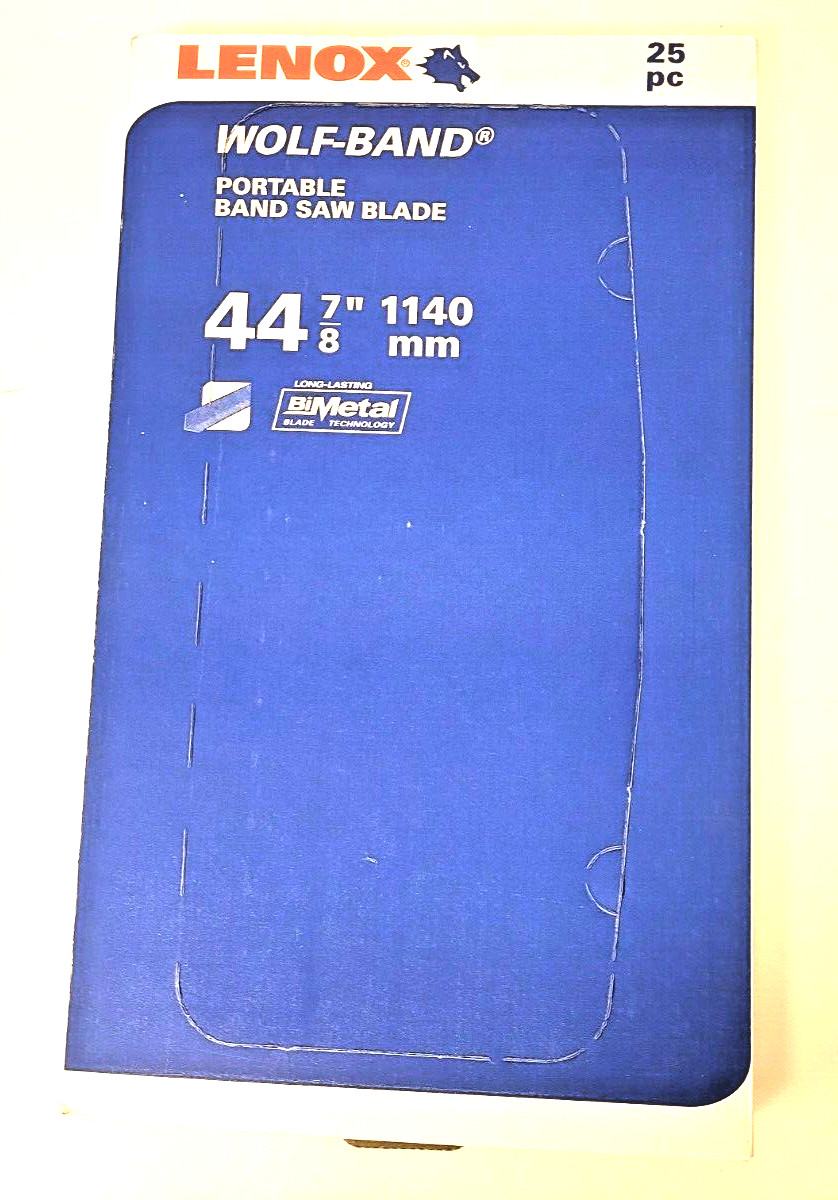 LENOX®
25
pc
WOLF-BAND®
PORTABLE
BAND SAW BLADE
44 7/8" 1140
mm
LONG-LASTING
BiMetal
BLADE TECHNOLOGY